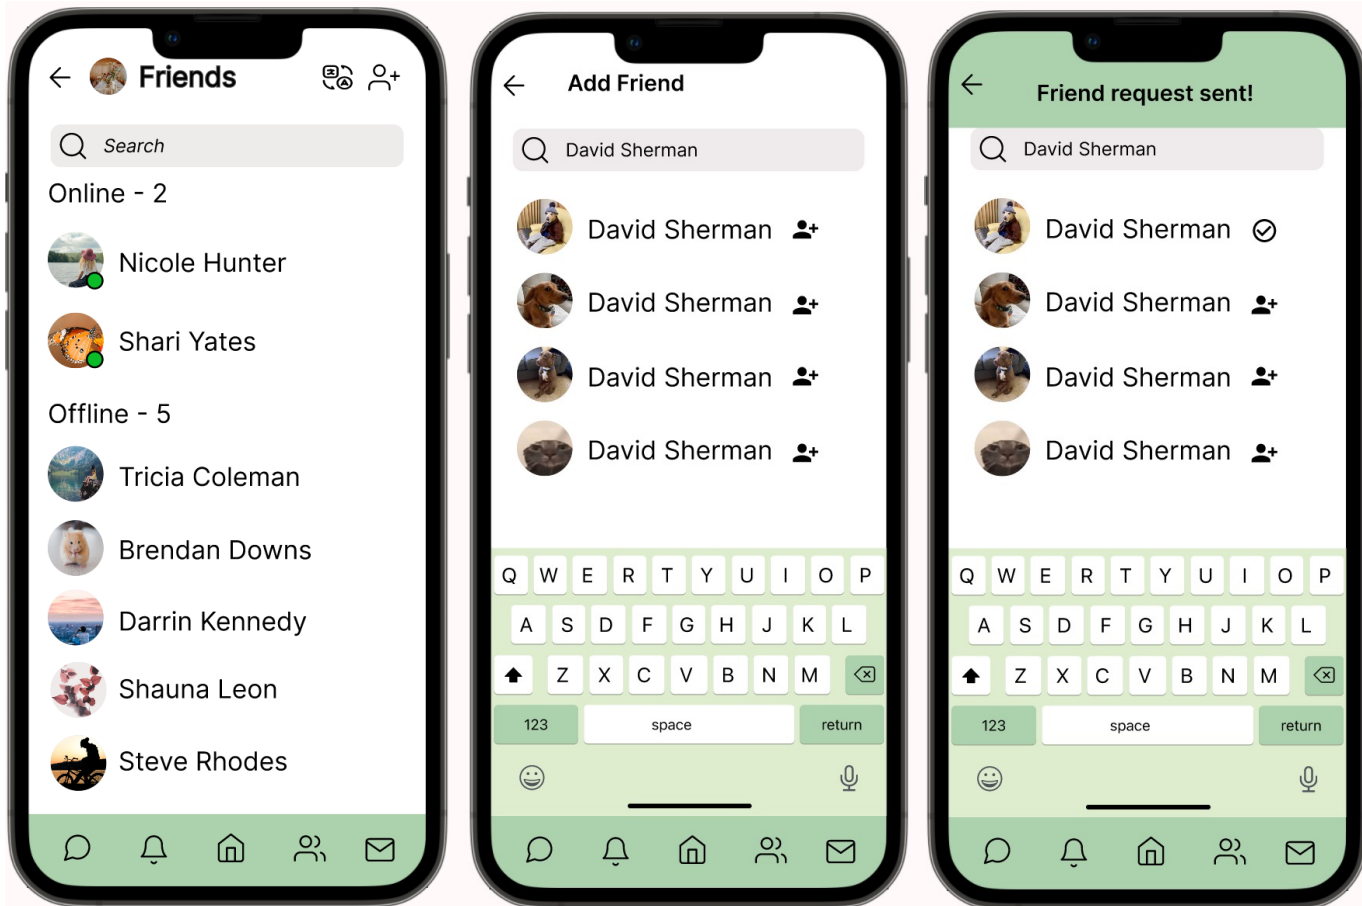 Friends
Search
Online - 2
Nicole Hunter
Shari Yates
Offline - 5
Tricia Coleman
Brendan Downs
Darrin Kennedy
Shauna Leon
Steve Rhodes
Add Friend
David Sherman
David Sherman
David Sherman
David Sherman
David Sherman
Q W E R T Y U I O P
A S D F G H J K L
Z X C V B N M
123 space return
Friend request sent!
David Sherman
David Sherman
David Sherman
David Sherman
David Sherman
Q W E R T Y U I O P
A S D F G H J K L
Z X C V B N M
123 space return